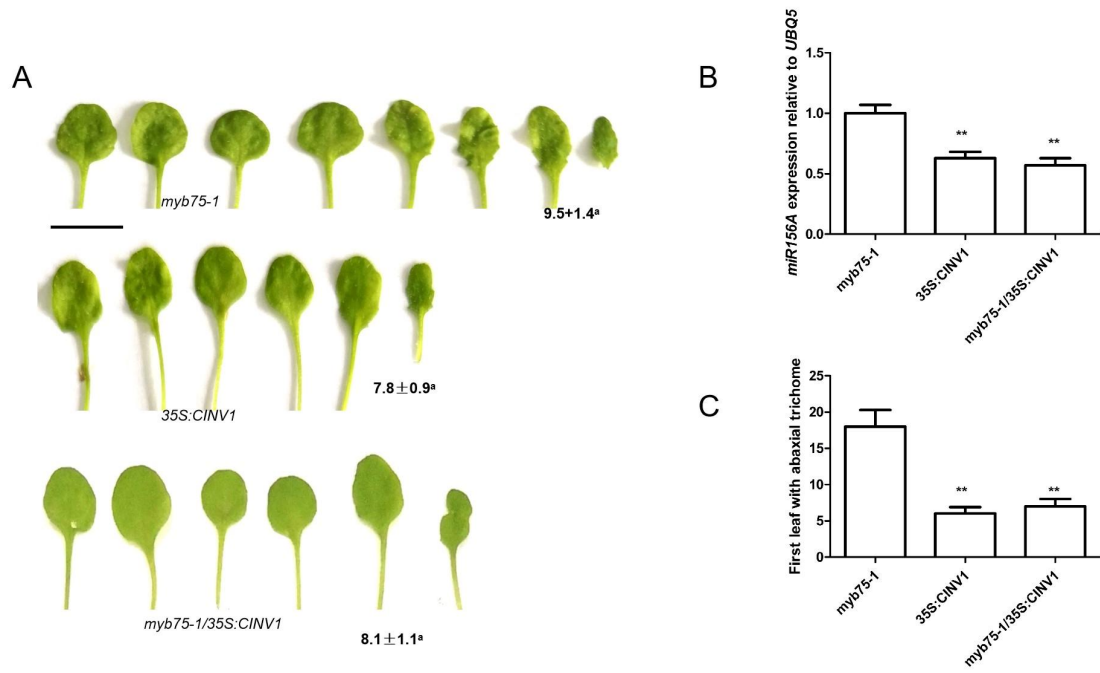 A
myb75-1
9.5+1.4ᵃ
35S:CINV1
7.8±0.9ᵃ
myb75-1/35S:CINV1
8.1±1.1ᵃ
B
miR156A expression relative to UBQ5
1.5
1.0
0.5
0.0
**
**
myb75-1
35S:CINV1
myb75-1/35S:CINV1
C
First leaf with abaxial trichome
25
20
15
10
5
0
**
**
myb75-1
35S:CINV1
myb75-1/35S:CINV1